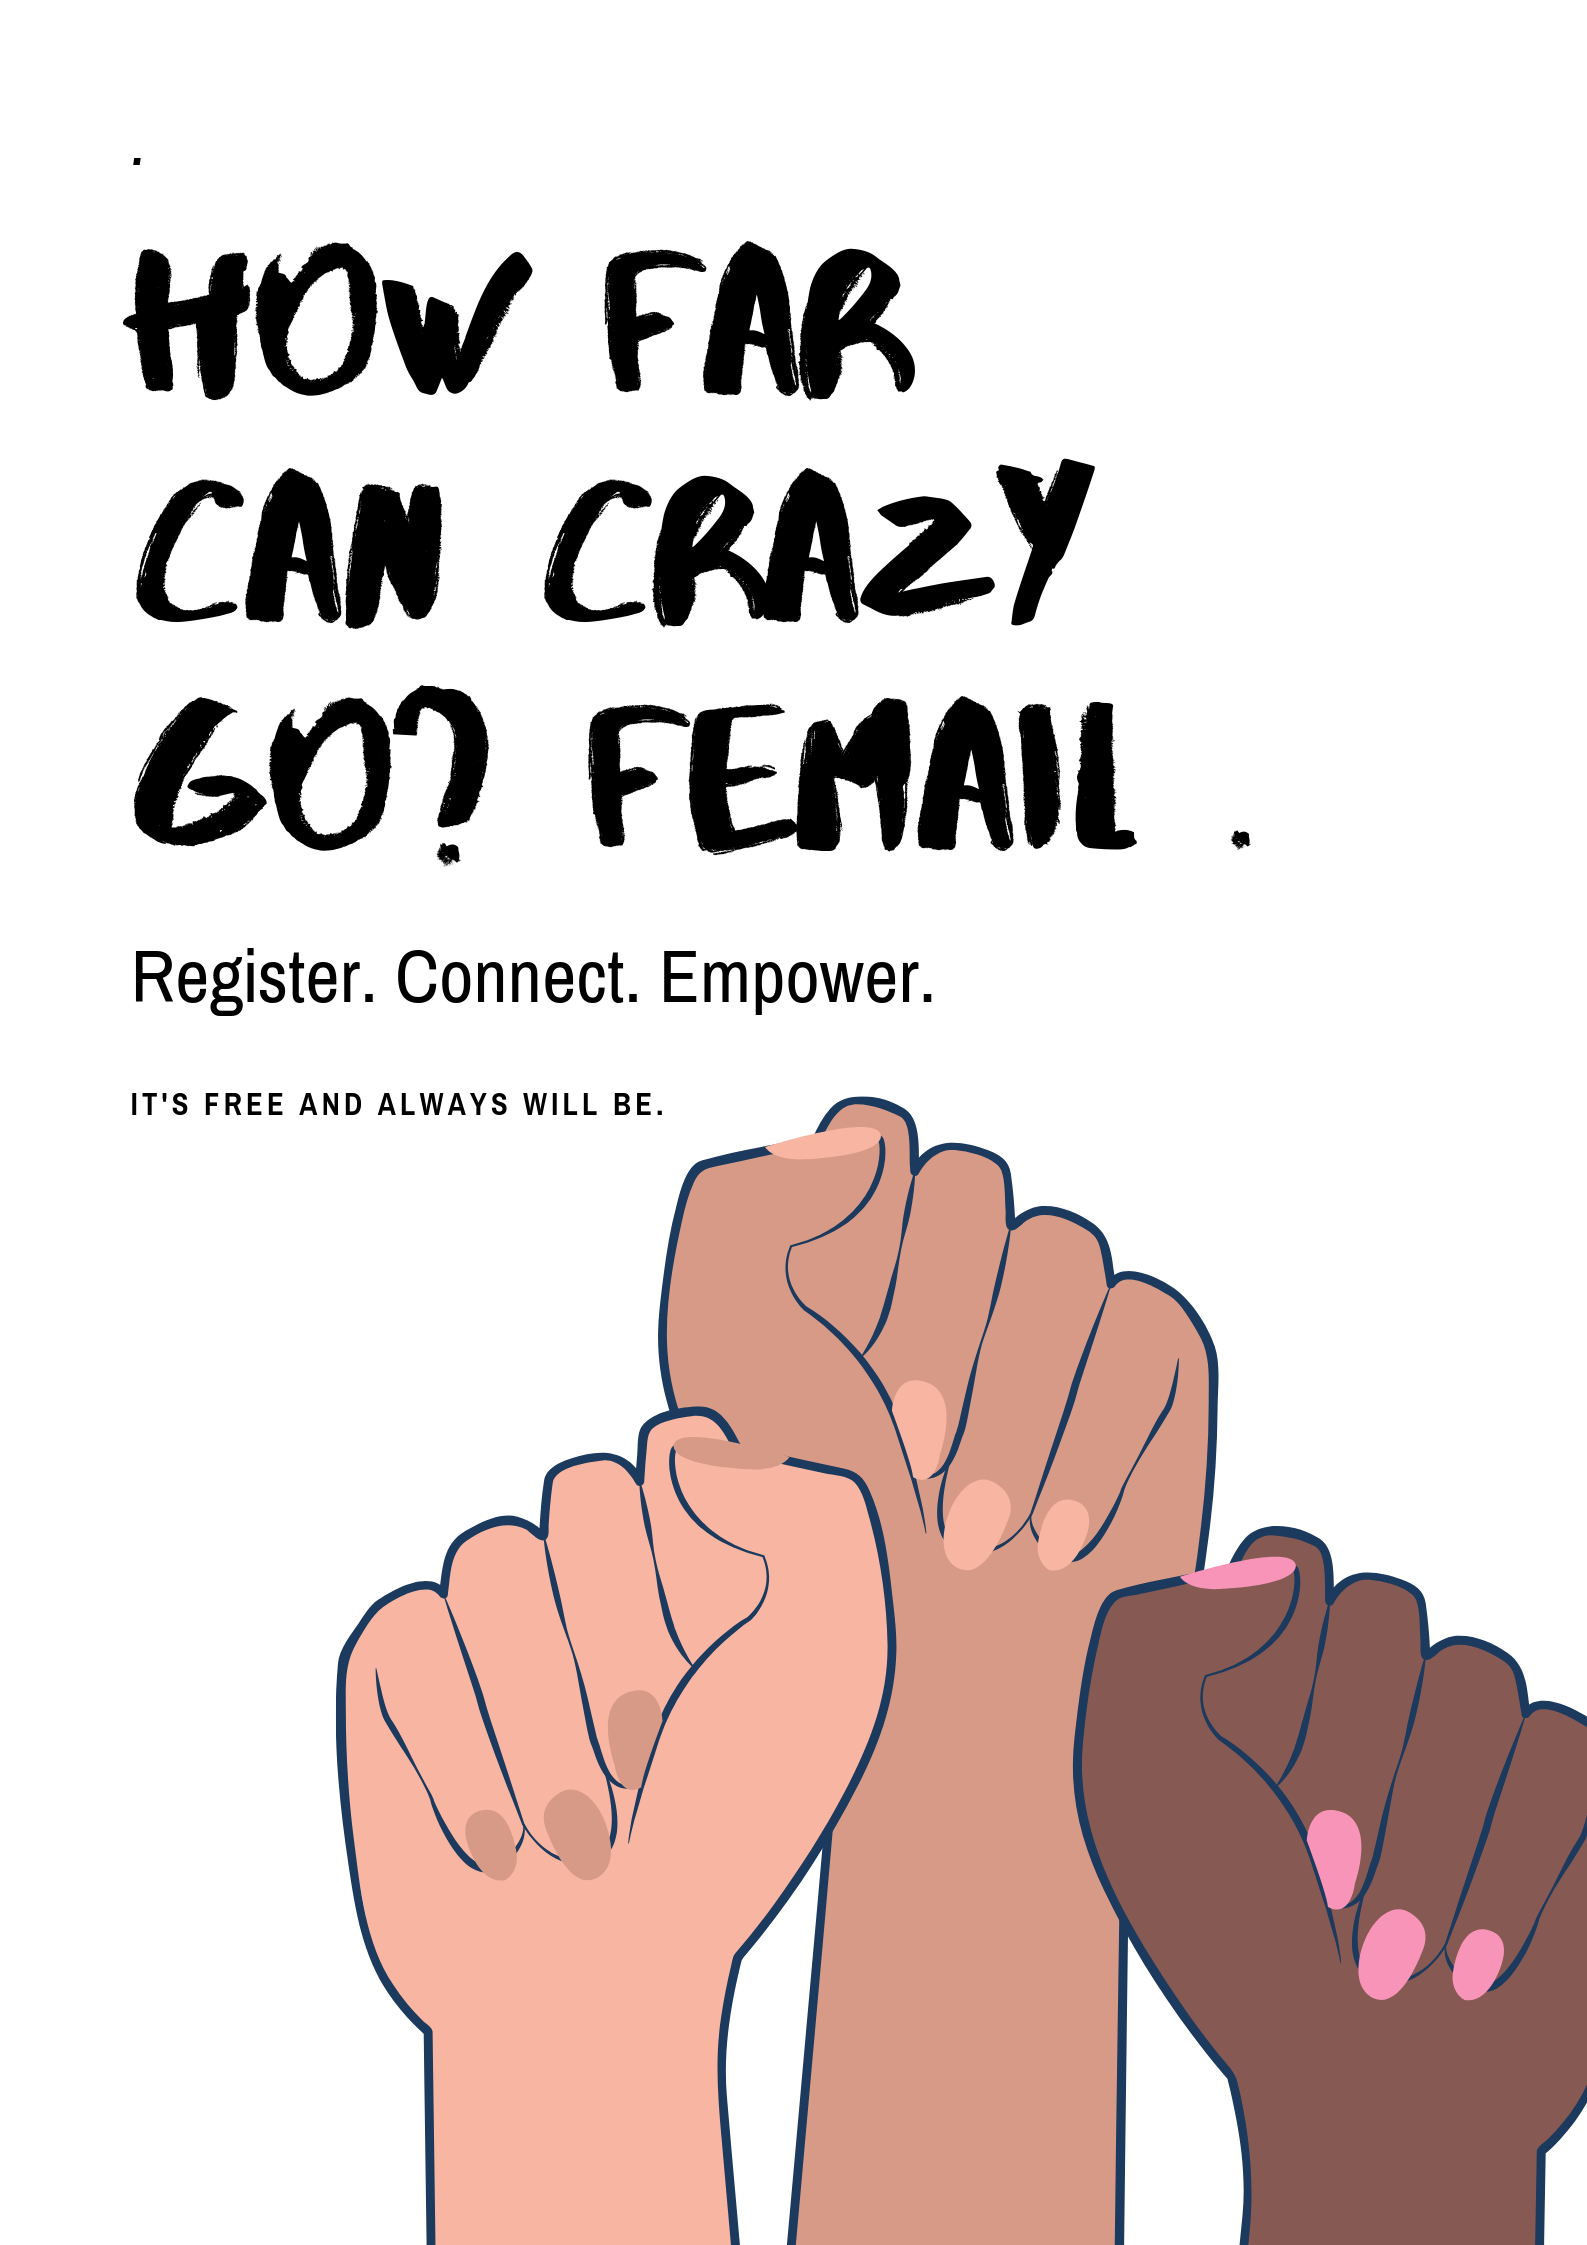 .
HOW FAR
CAN CRAZY
GO? FEMAIL .
Register. Connect. Empower.
IT'S FREE AND ALWAYS WILL BE.